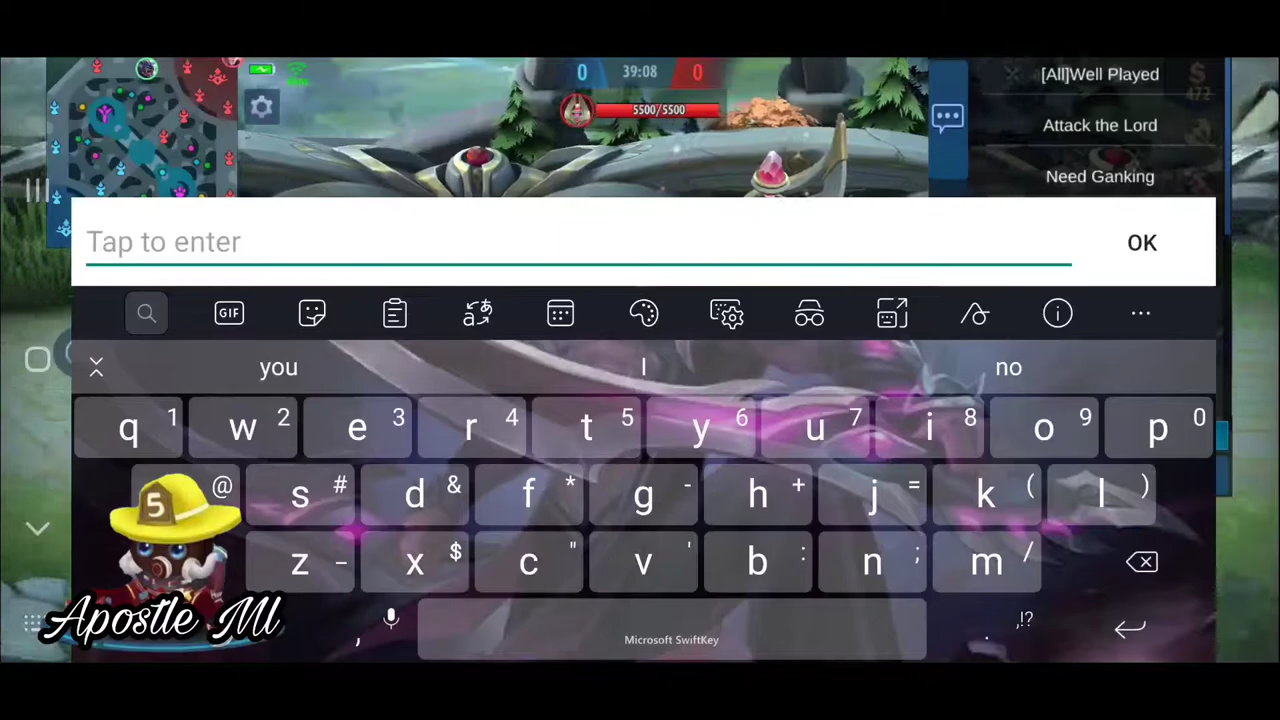 0 39:08 0
5500/5500
[All]Well Played
$
472
Attack the Lord
Need Ganking
Tap to enter
OK
GIF
you I no
q 1 w 2 e 3 r 4 t 5 y 6 u 7 i 8 o 9 p 0
@ s # d & f * g - h + j = k ( l )
5
z _ x $ c " v ' b : n ; m /
Apostle Ml
, Microsoft SwiftKey . ,!?